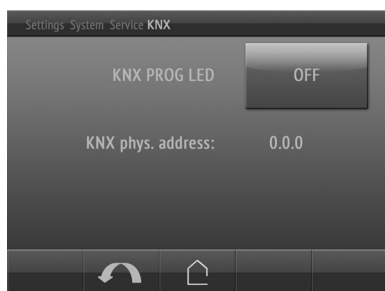 Settings System Service KNX
KNX PROG LED OFF
KNX phys. address: 0.0.0